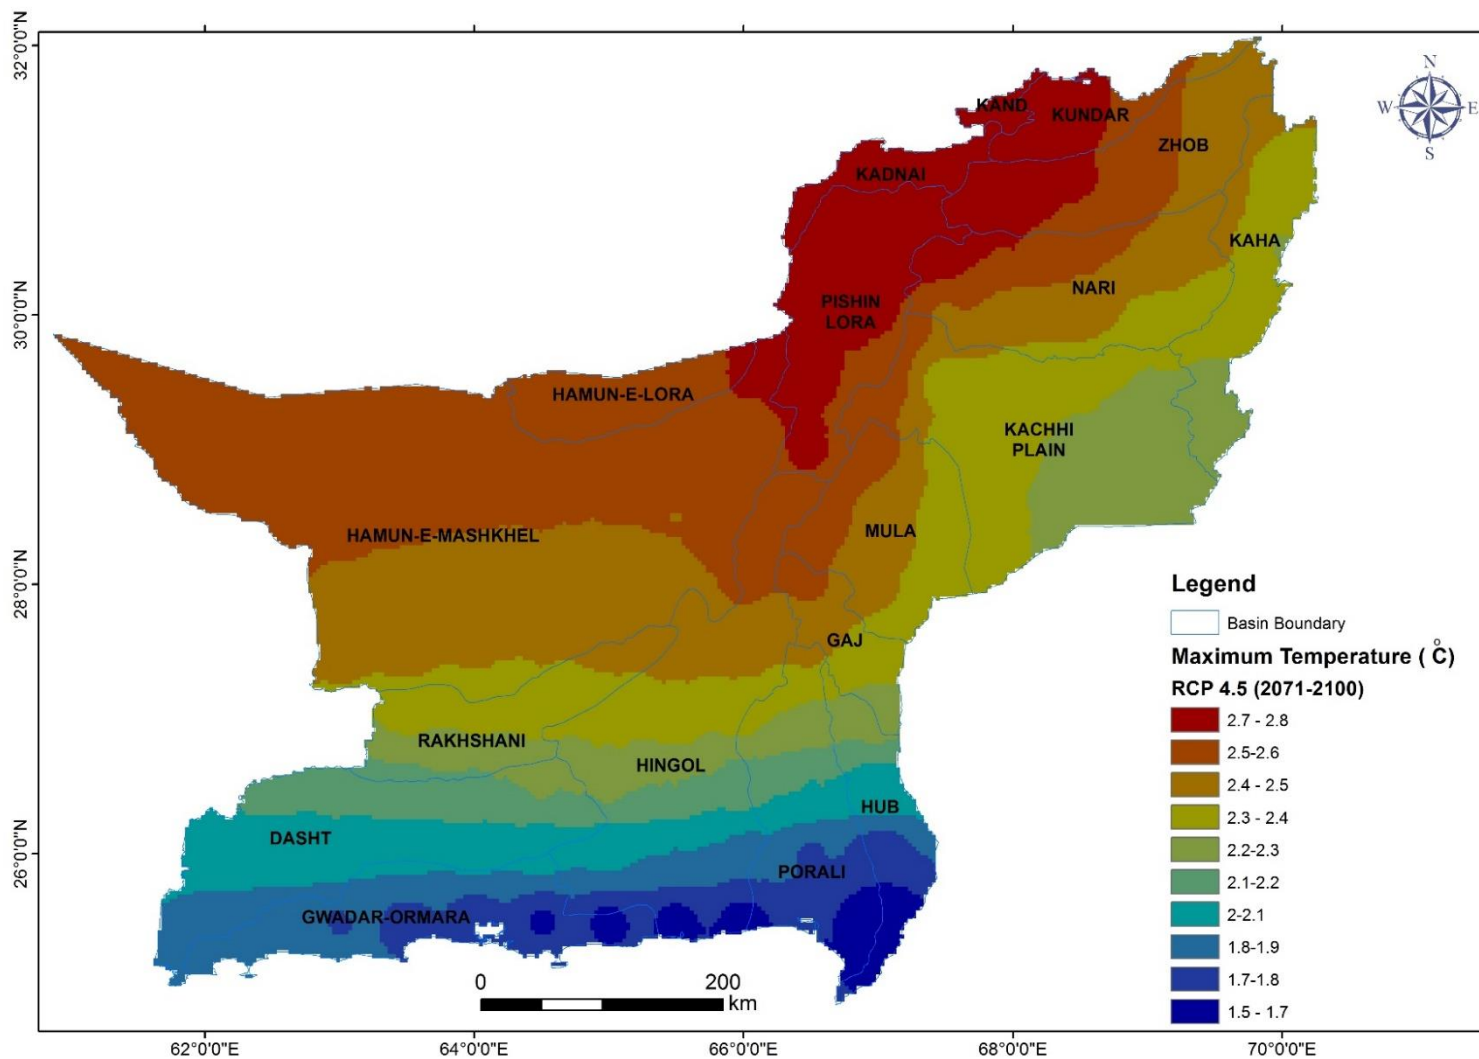 N
W E
S
32°0'0"N
30°0'0"N
28°0'0"N
26°0'0"N
KAND
KUNDAR
ZHOB
KADNAI
KAHA
NARI
PISHIN
LORA
HAMUN-E-LORA
KACHHI
PLAIN
HAMUN-E-MASHKHEL
MULA
GAJ
RAKHSHANI
HINGOL
HUB
DASHT
PORALI
GWADAR-ORMARA
0 200
km
Legend
Basin Boundary
Maximum Temperature ( C̊)
RCP 4.5 (2071-2100)
2.7 - 2.8
2.5-2.6
2.4 - 2.5
2.3 - 2.4
2.2-2.3
2.1-2.2
2-2.1
1.8-1.9
1.7-1.8
1.5 - 1.7
62°0'0"E 64°0'0"E 66°0'0"E 68°0'0"E 70°0'0"E